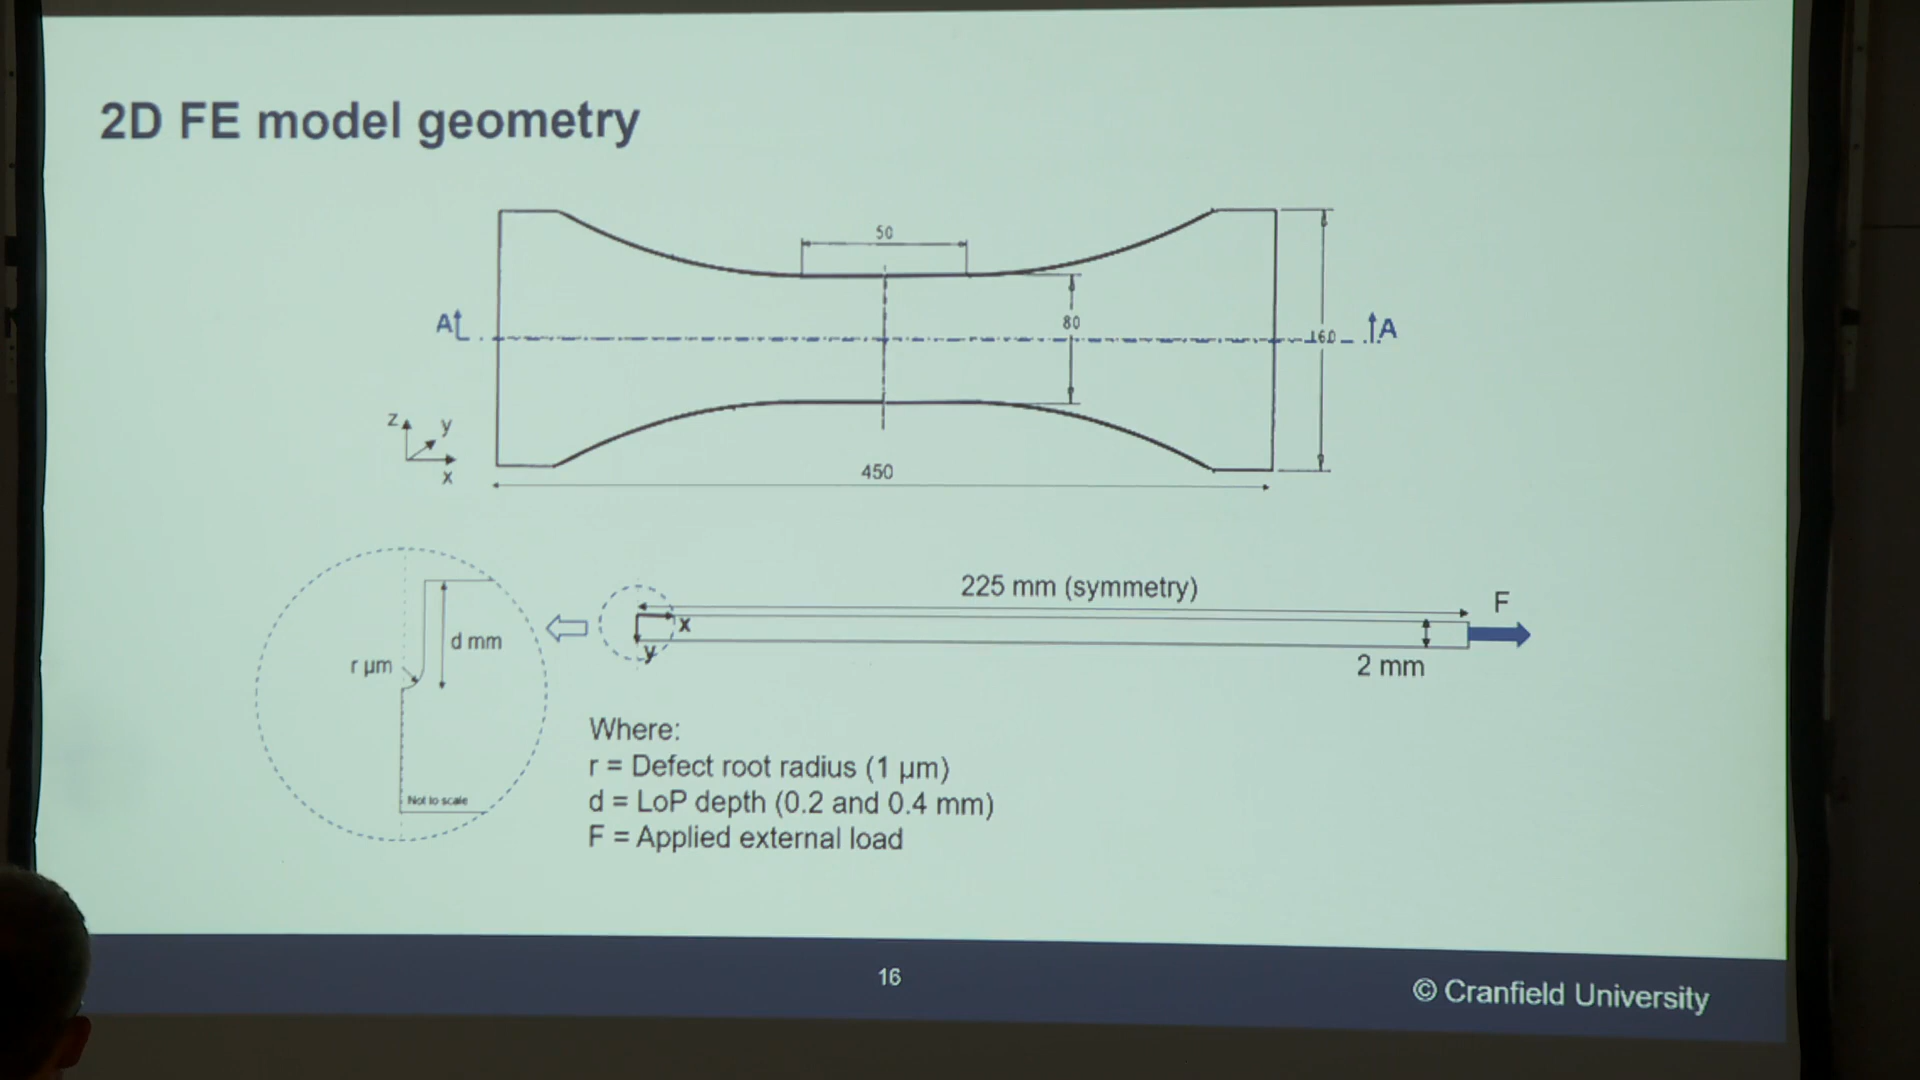 2D FE model geometry
50
A
80
160
A
z
y
x
450
225 mm (symmetry)
F
d mm
r µm
x
y
2 mm
Not to scale
Where:
r = Defect root radius (1 µm)
d = LoP depth (0.2 and 0.4 mm)
F = Applied external load
16
© Cranfield University